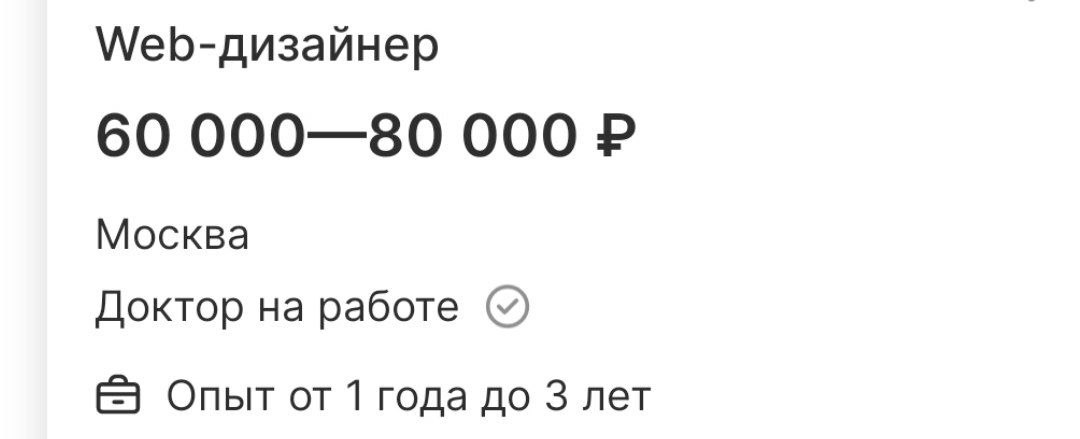 Web-дизайнер
60 000—80 000 ₽
Москва
Доктор на работе
Опыт от 1 года до 3 лет